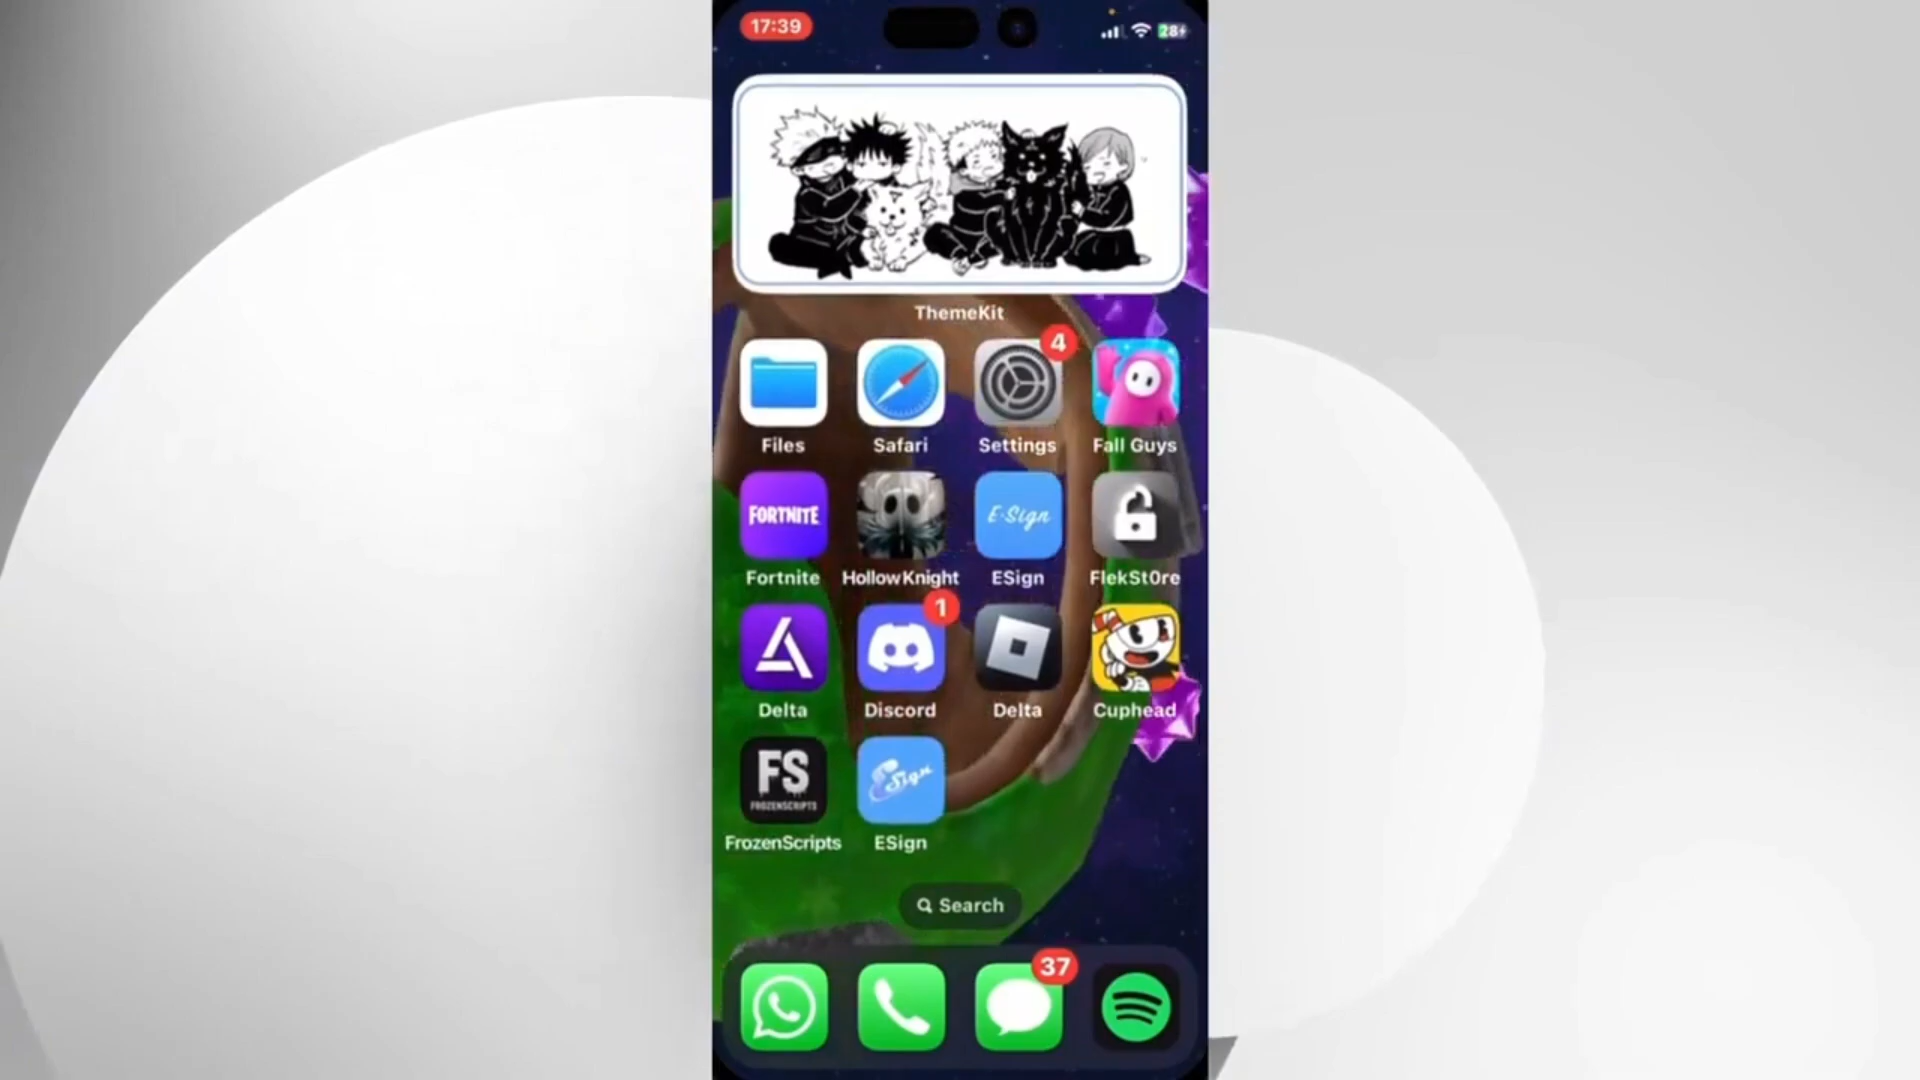 17:39
28
ThemeKit
4
Files
Safari
Settings
Fall Guys
FORTNITE
E·Sign
Fortnite
HollowKnight
ESign
FlekSt0re
1
Delta
Discord
Delta
Cuphead
FS
FROZENSCRIPTS
ESign
FrozenScripts
ESign
Search
37